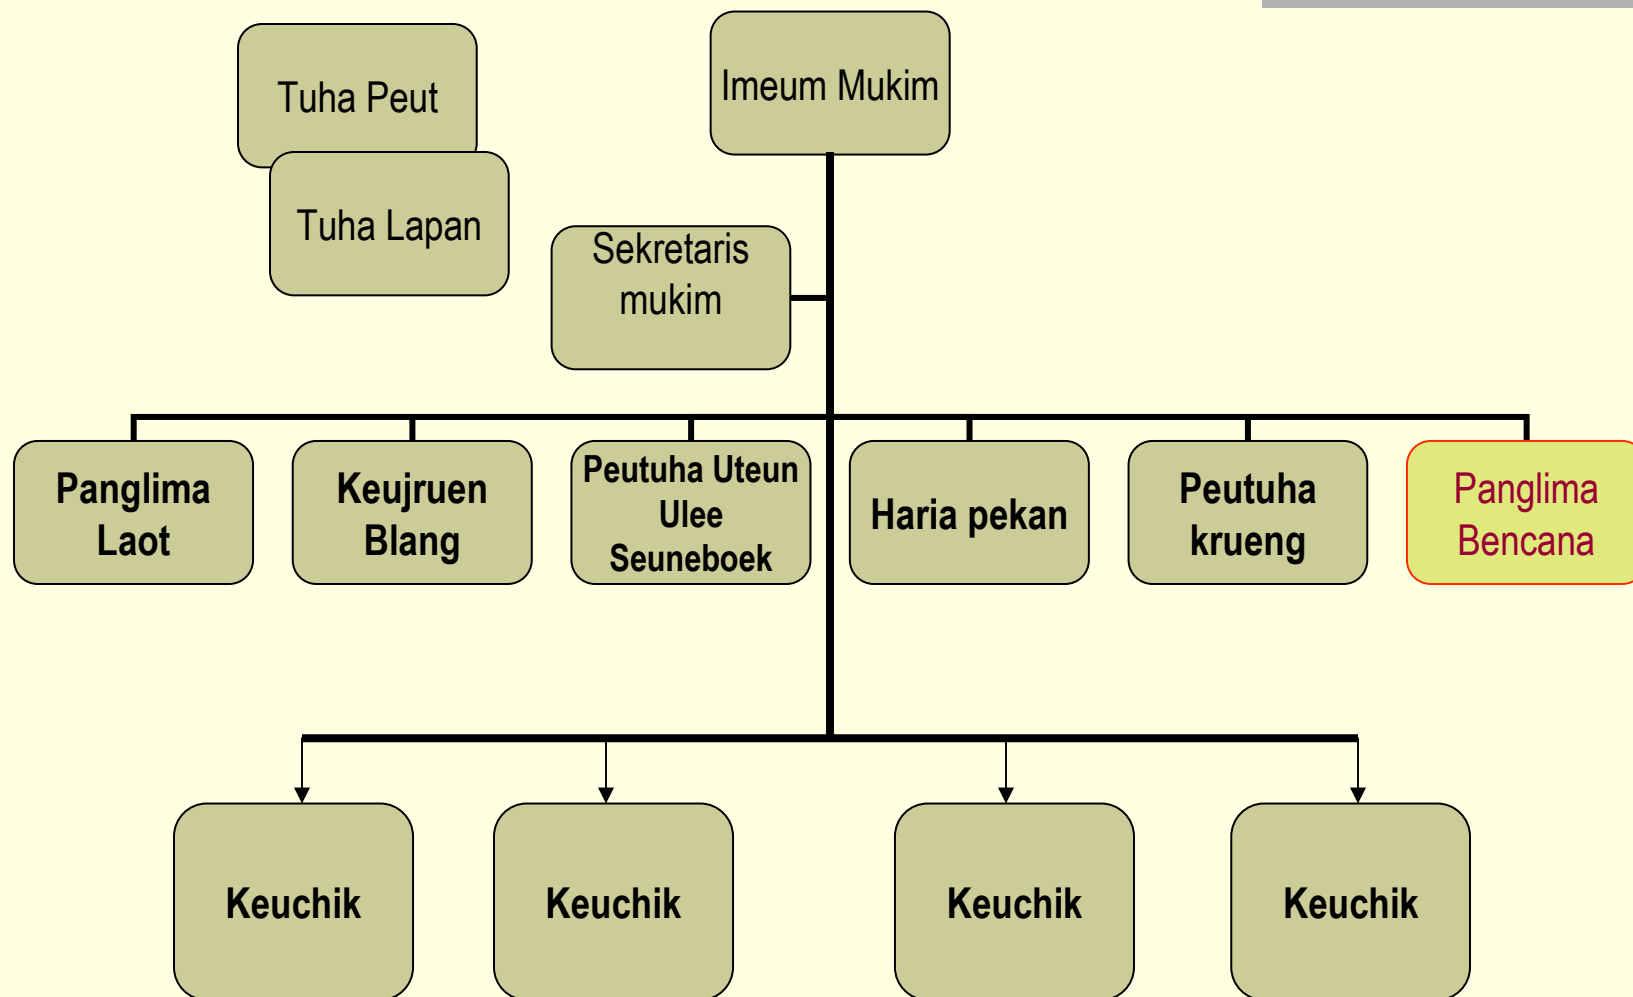 Tuha Peut
Imeum Mukim
Tuha Lapan
Sekretaris
mukim
Panglima
Laot
Keujruen
Blang
Peutuha Uteun
Ulee
Seuneboek
Haria pekan
Peutuha
krueng
Panglima
Bencana
Keuchik
Keuchik
Keuchik
Keuchik